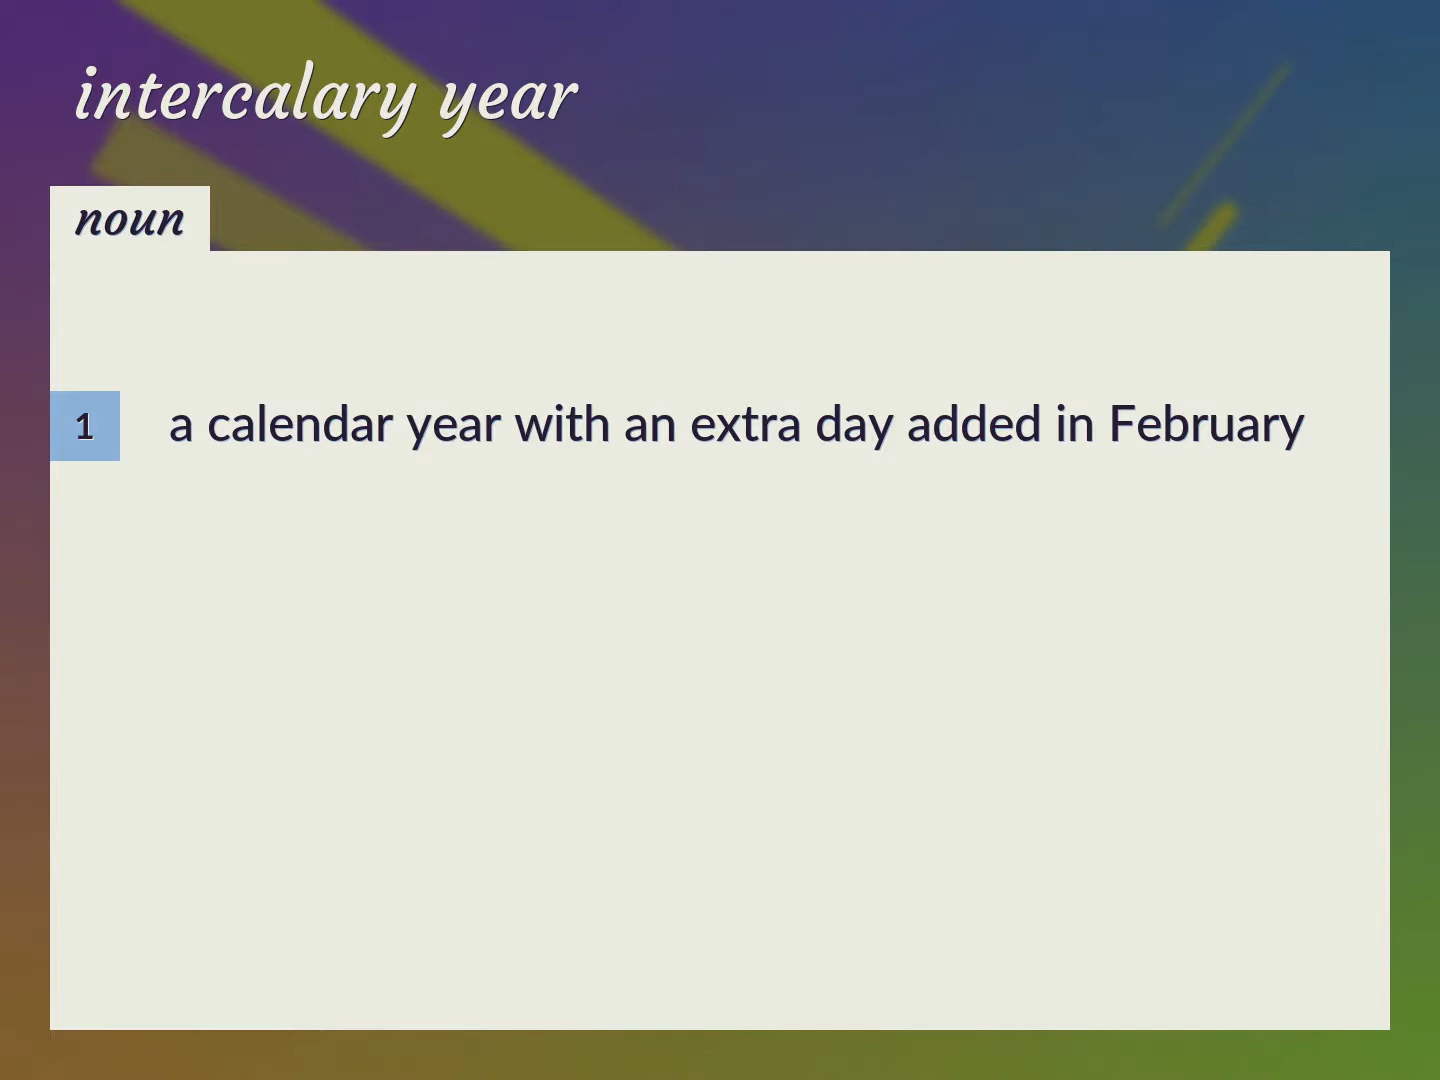 intercalary year
noun
1 a calendar year with an extra day added in February